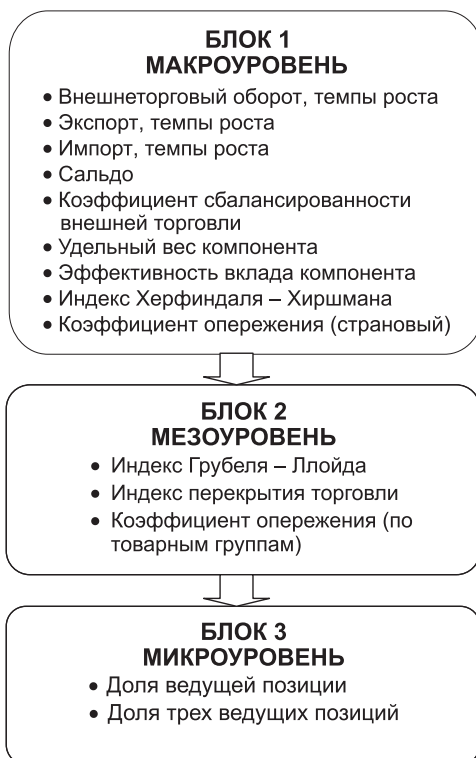 БЛОК 1
МАКРОУРОВЕНЬ
• Внешнеторговый оборот, темпы роста
• Экспорт, темпы роста
• Импорт, темпы роста
• Сальдо
• Коэффициент сбалансированности
внешней торговли
• Удельный вес компонента
• Эффективность вклада компонента
• Индекс Херфиндаля – Хиршмана
• Коэффициент опережения (страновый)
БЛОК 2
МЕЗОУРОВЕНЬ
• Индекс Грубеля – Ллойда
• Индекс перекрытия торговли
• Коэффициент опережения (по
товарным группам)
БЛОК 3
МИКРОУРОВЕНЬ
• Доля ведущей позиции
• Доля трех ведущих позиций